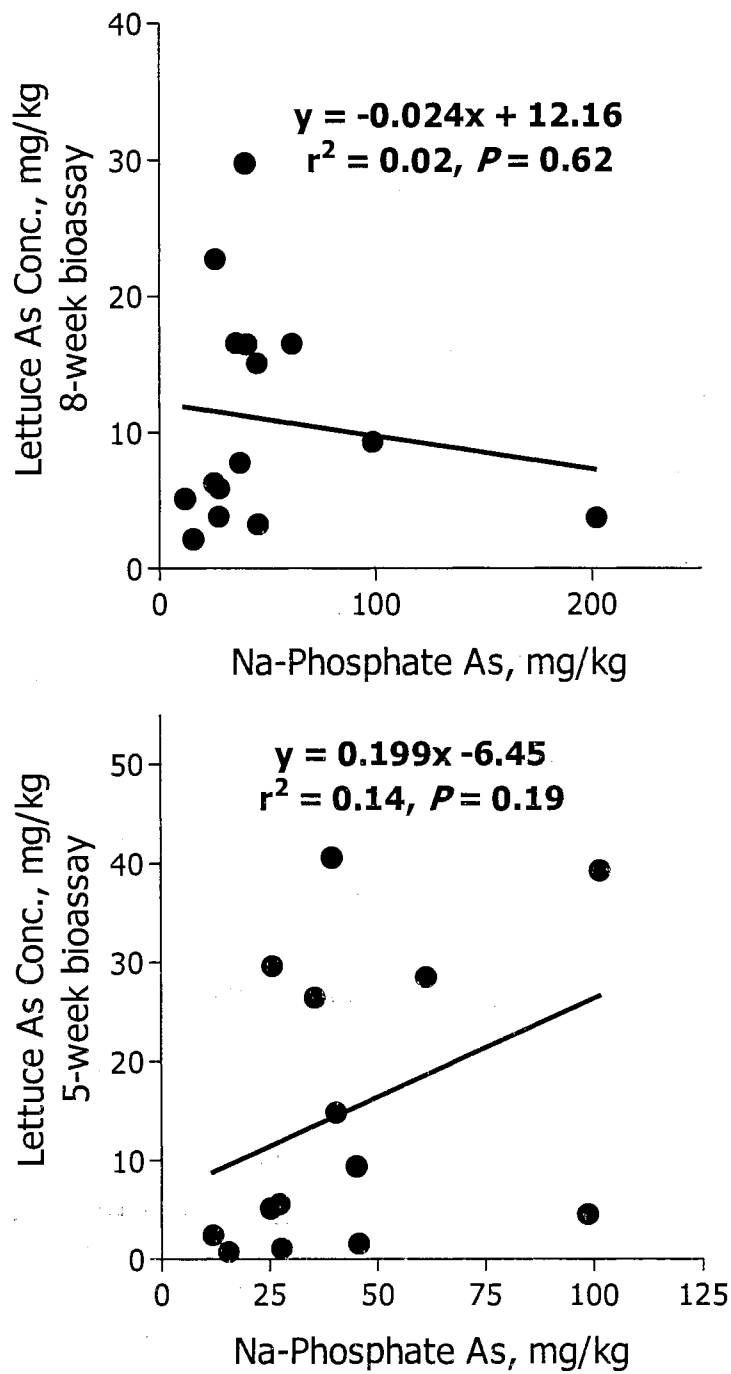 40
30
20
10
0
Lettuce As Conc., mg/kg
8-week bioassay
y = -0.024x + 12.16
r² = 0.02, P = 0.62
0 100 200
Na-Phosphate As, mg/kg
50
40
30
20
10
0
Lettuce As Conc., mg/kg
5-week bioassay
y = 0.199x -6.45
r² = 0.14, P = 0.19
0 25 50 75 100 125
Na-Phosphate As, mg/kg